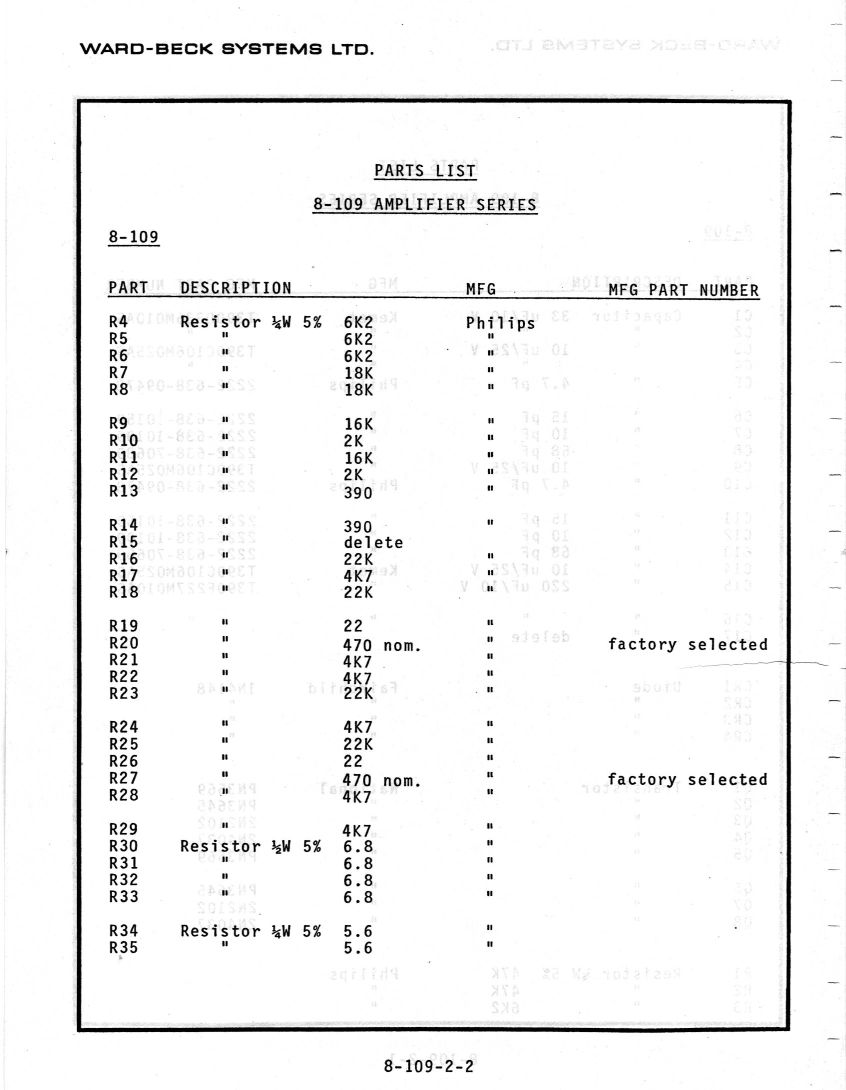 WARD-BECK SYSTEMS LTD.
PARTS LIST
8-109 AMPLIFIER SERIES
8-109
PART DESCRIPTION MFG MFG PART NUMBER
R4 Resistor ¼W 5% 6K2 Philips
R5 " 6K2 "
R6 " 6K2 "
R7 " 18K "
R8 " 18K "
R9 " 16K "
R10 " 2K "
R11 " 16K "
R12 " 2K "
R13 " 390 "
R14 " 390 "
R15 " delete
R16 " 22K "
R17 " 4K7 "
R18 " 22K "
R19 " 22 "
R20 " 470 nom. " factory selected
R21 " 4K7 "
R22 " 4K7 "
R23 " 22K "
R24 " 4K7 "
R25 " 22K "
R26 " 22 "
R27 " 470 nom. " factory selected
R28 " 4K7 "
R29 " 4K7 "
R30 Resistor ½W 5% 6.8 "
R31 " 6.8 "
R32 " 6.8 "
R33 " 6.8 "
R34 Resistor ¼W 5% 5.6 "
R35 " 5.6 "
8-109-2-2